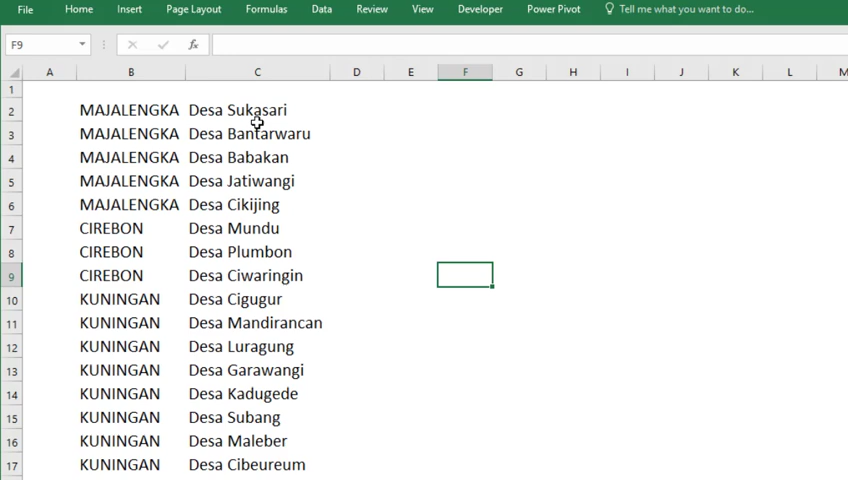 File Home Insert Page Layout Formulas Data Review View Developer Power Pivot Tell me what you want to do...
F9 fx
A B C D E F G H I J K L M
1
2 MAJALENGKA Desa Sukasari
3 MAJALENGKA Desa Bantarwaru
4 MAJALENGKA Desa Babakan
5 MAJALENGKA Desa Jatiwangi
6 MAJALENGKA Desa Cikijing
7 CIREBON Desa Mundu
8 CIREBON Desa Plumbon
9 CIREBON Desa Ciwaringin
10 KUNINGAN Desa Cigugur
11 KUNINGAN Desa Mandirancan
12 KUNINGAN Desa Luragung
13 KUNINGAN Desa Garawangi
14 KUNINGAN Desa Kadugede
15 KUNINGAN Desa Subang
16 KUNINGAN Desa Maleber
17 KUNINGAN Desa Cibeureum